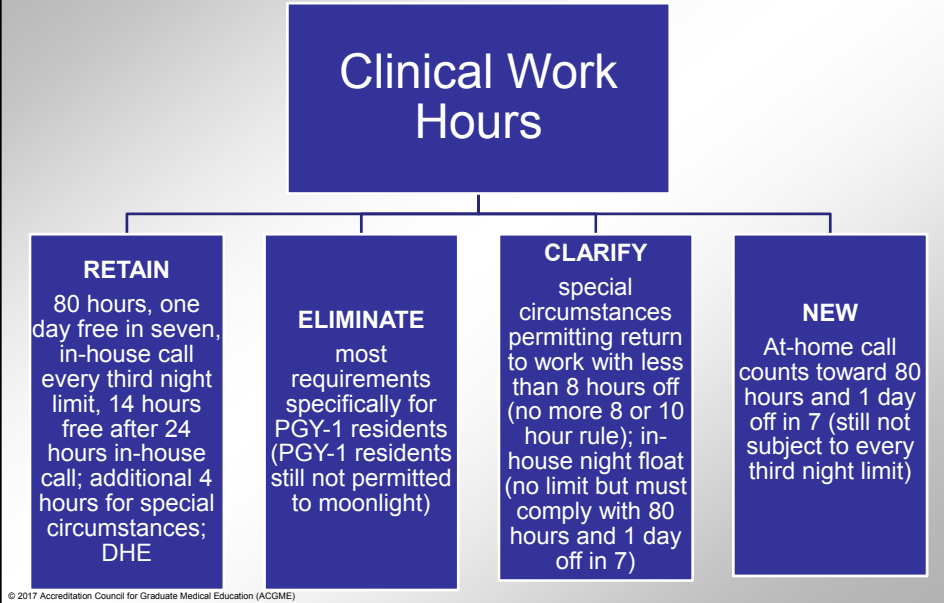 Clinical Work
Hours
RETAIN
80 hours, one
day free in seven,
in-house call
every third night
limit, 14 hours
free after 24
hours in-house
call; additional 4
hours for special
circumstances;
DHE
ELIMINATE
most
requirements
specifically for
PGY-1 residents
(PGY-1 residents
still not permitted
to moonlight)
CLARIFY
special
circumstances
permitting return
to work with less
than 8 hours off
(no more 8 or 10
hour rule); in-
house night float
(no limit but must
comply with 80
hours and 1 day
off in 7)
NEW
At-home call
counts toward 80
hours and 1 day
off in 7 (still not
subject to every
third night limit)
© 2017 Accreditation Council for Graduate Medical Education (ACGME)